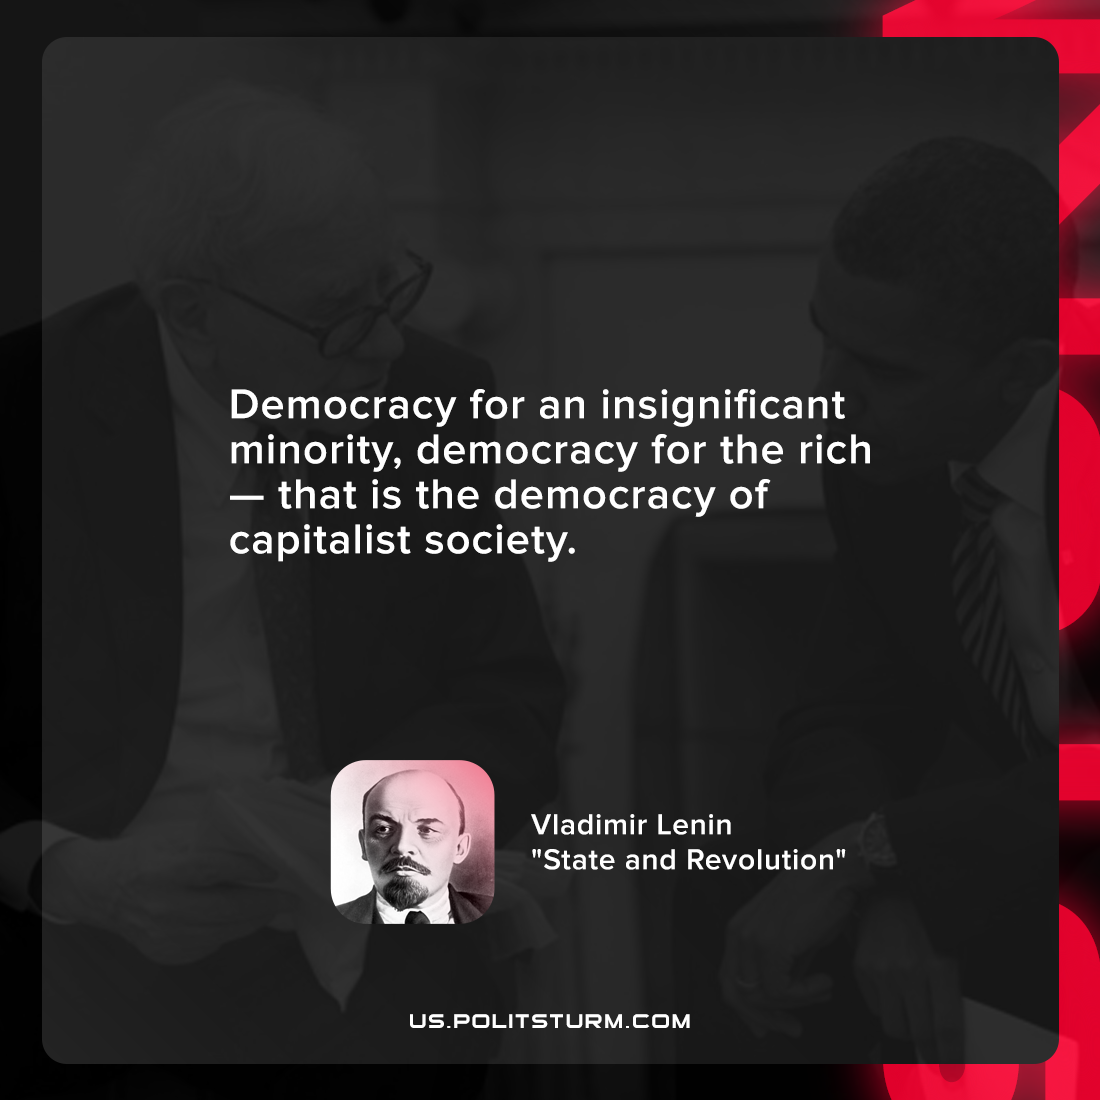 Democracy for an insignificant
minority, democracy for the rich
— that is the democracy of
capitalist society.
Vladimir Lenin
"State and Revolution"
US.POLITSTURM.COM